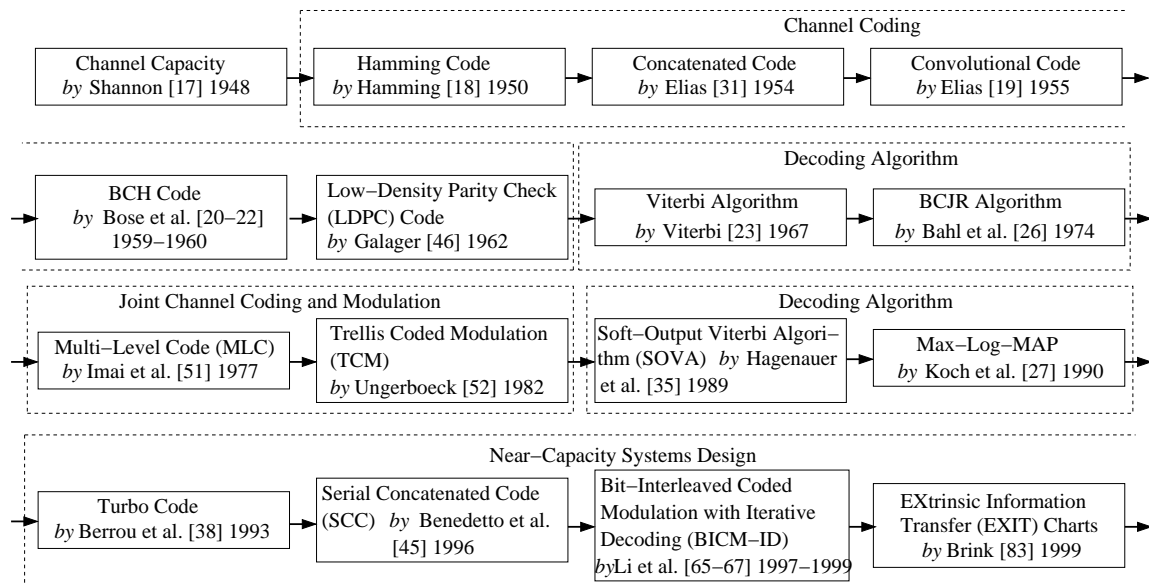 Channel Coding
Channel Capacity
by Shannon [17] 1948
Hamming Code
by Hamming [18] 1950
Concatenated Code
by Elias [31] 1954
Convolutional Code
by Elias [19] 1955
Decoding Algorithm
BCH Code
by Bose et al. [20−22]
1959−1960
Low−Density Parity Check
(LDPC) Code
by Galager [46] 1962
Viterbi Algorithm
by Viterbi [23] 1967
BCJR Algorithm
by Bahl et al. [26] 1974
Joint Channel Coding and Modulation
Decoding Algorithm
Multi−Level Code (MLC)
by Imai et al. [51] 1977
Trellis Coded Modulation
(TCM)
by Ungerboeck [52] 1982
Soft−Output Viterbi Algori−
thm (SOVA) by Hagenauer
et al. [35] 1989
Max−Log−MAP
by Koch et al. [27] 1990
Near−Capacity Systems Design
Turbo Code
by Berrou et al. [38] 1993
Serial Concatenated Code
(SCC) by Benedetto et al.
[45] 1996
Bit−Interleaved Coded
Modulation with Iterative
Decoding (BICM−ID)
by Li et al. [65−67] 1997−1999
EXtrinsic Information
Transfer (EXIT) Charts
by Brink [83] 1999